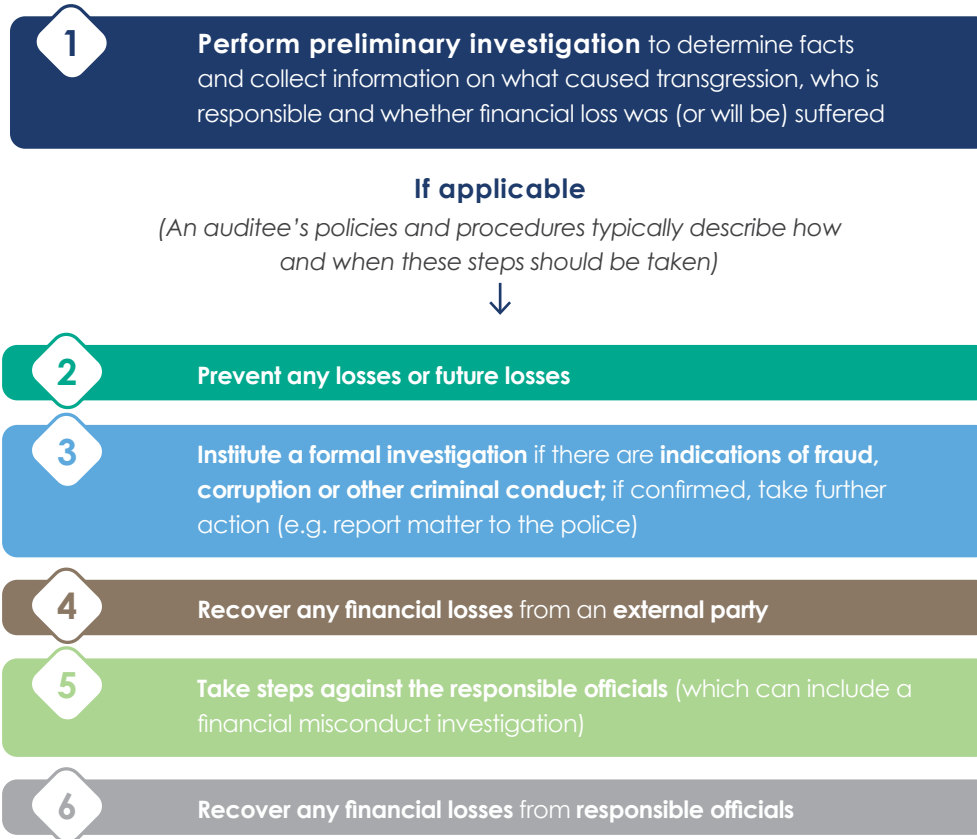 1
Perform preliminary investigation to determine facts
and collect information on what caused transgression, who is
responsible and whether financial loss was (or will be) suffered
If applicable
(An auditee’s policies and procedures typically describe how
and when these steps should be taken)
2
Prevent any losses or future losses
3
Institute a formal investigation if there are indications of fraud,
corruption or other criminal conduct; if confirmed, take further
action (e.g. report matter to the police)
4
Recover any financial losses from an external party
5
Take steps against the responsible officials (which can include a
financial misconduct investigation)
6
Recover any financial losses from responsible officials